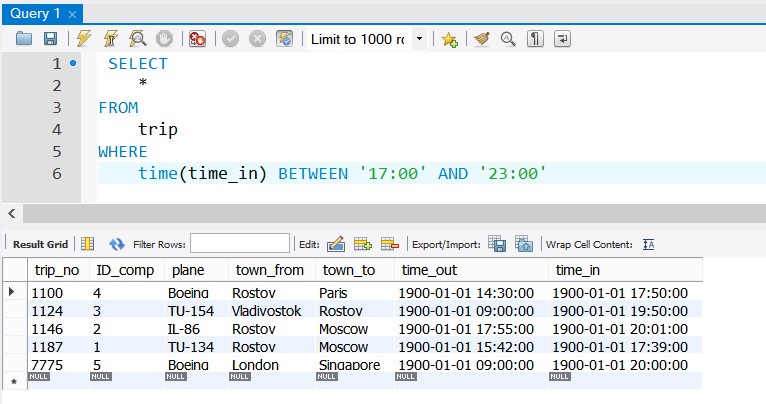 Query 1
Limit to 1000 rc
1 SELECT
2 *
3 FROM
4 trip
5 WHERE
6 time(time_in) BETWEEN '17:00' AND '23:00'
Result Grid Filter Rows: Edit: Export/Import: Wrap Cell Content: IA
trip_no ID_comp plane town_from town_to time_out time_in
1100 4 Boeing Rostov Paris 1900-01-01 14:30:00 1900-01-01 17:50:00
1124 3 TU-154 Vladivostok Rostov 1900-01-01 09:00:00 1900-01-01 19:50:00
1146 2 IL-86 Rostov Moscow 1900-01-01 17:55:00 1900-01-01 20:01:00
1187 1 TU-134 Rostov Moscow 1900-01-01 15:42:00 1900-01-01 17:39:00
7775 5 Boeing London Singapore 1900-01-01 09:00:00 1900-01-01 20:00:00
* NULL NULL NULL NULL NULL NULL NULL